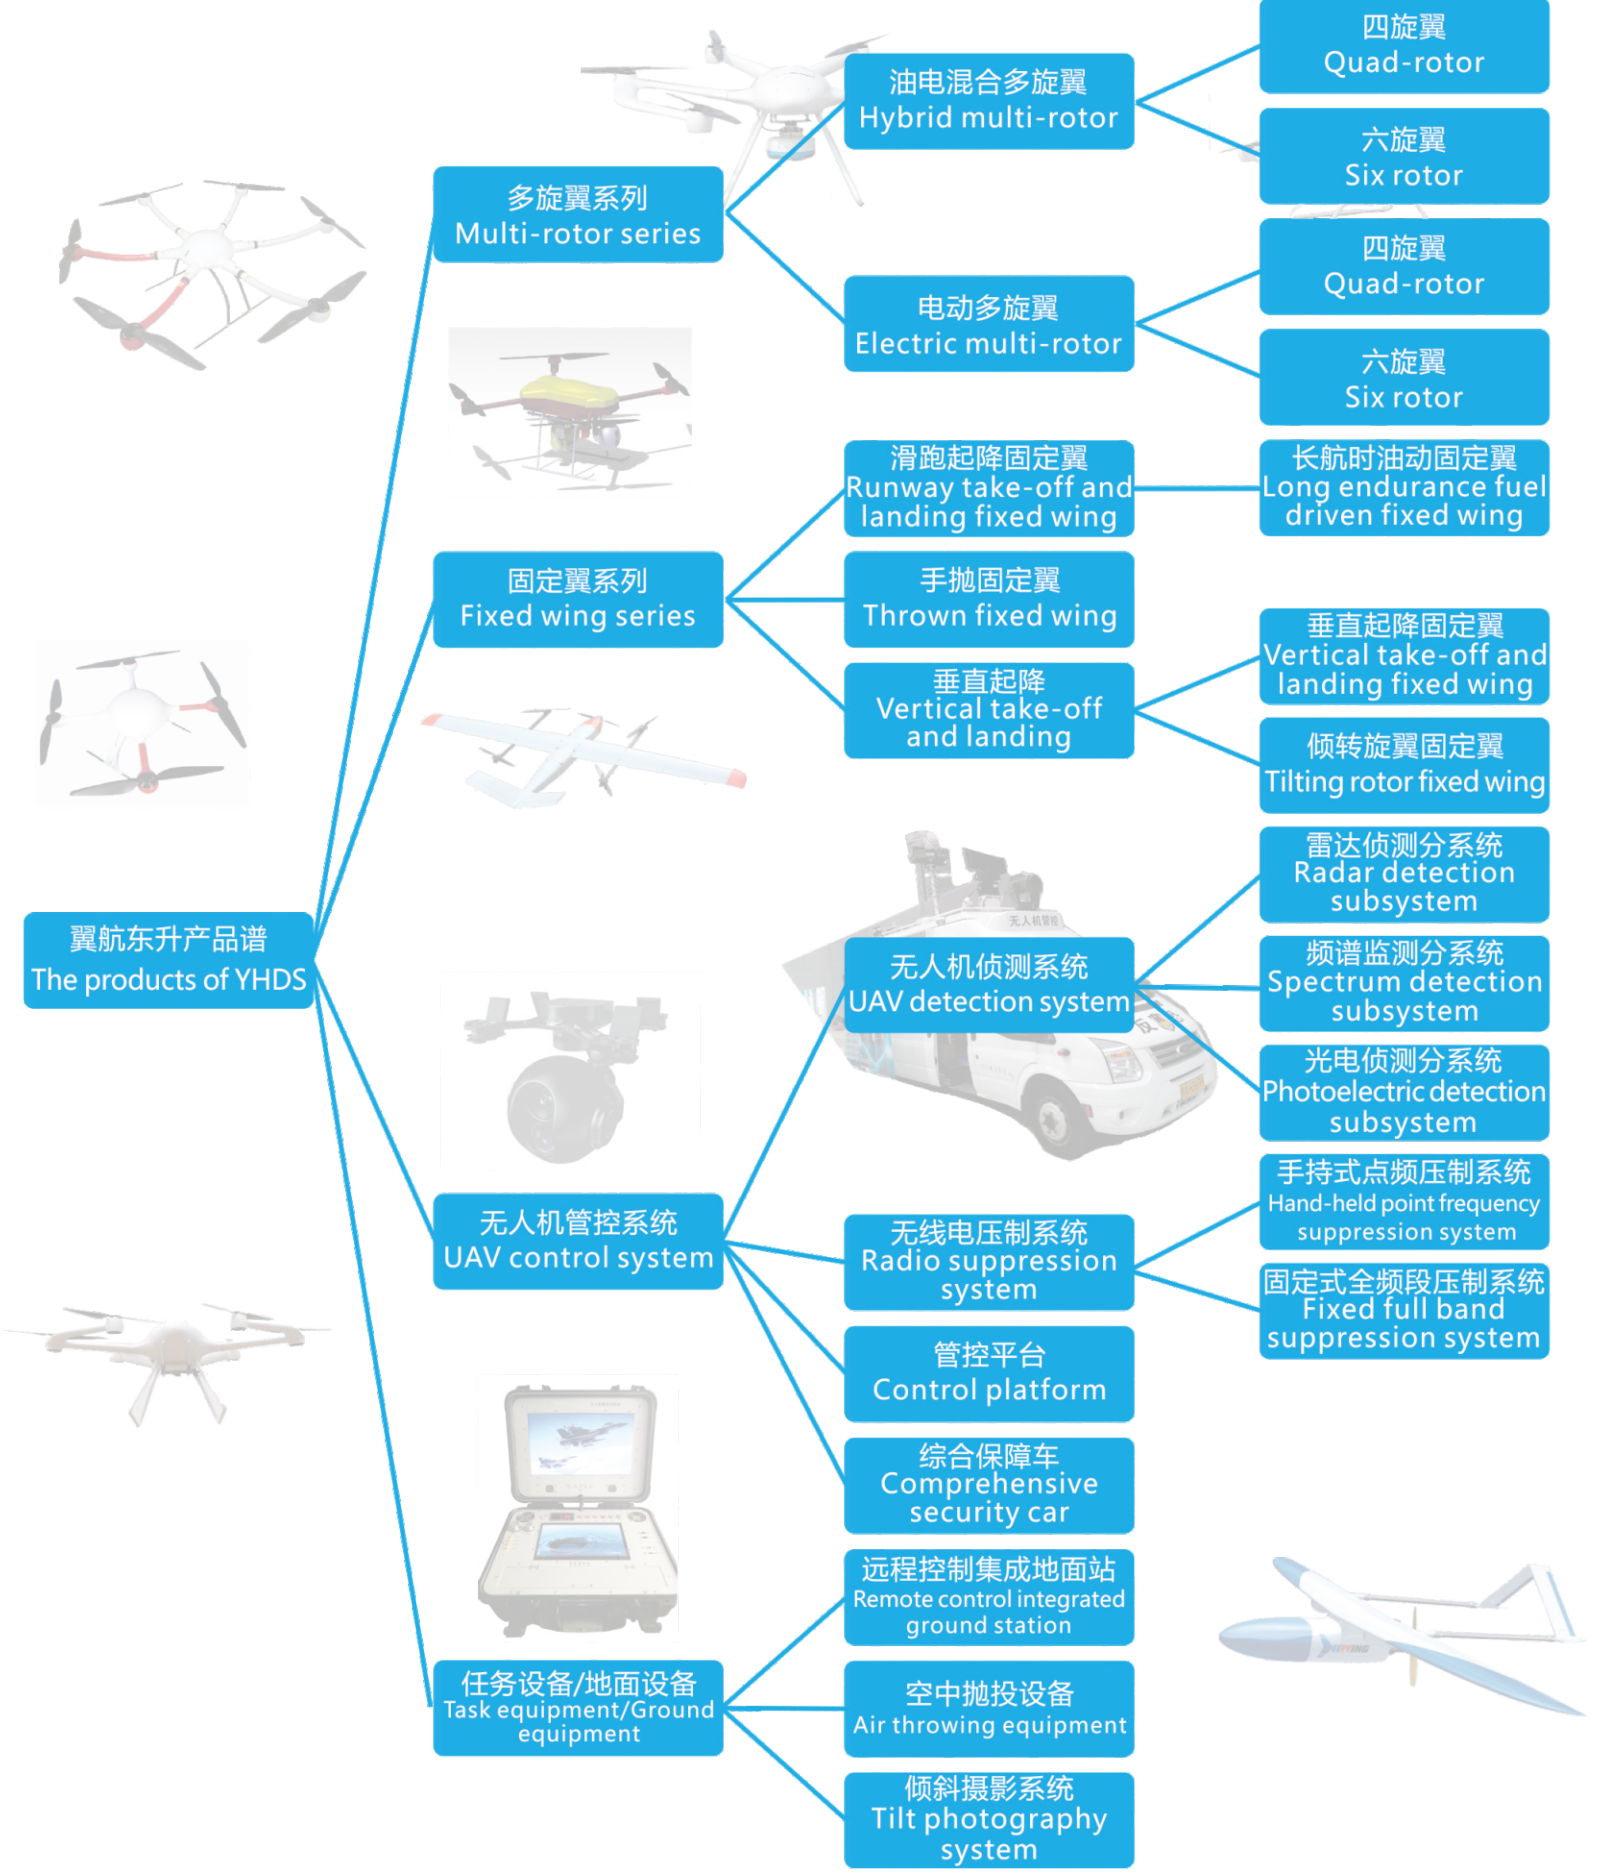 翼航东升产品谱
The products of YHDS
多旋翼系列
Multi-rotor series
油电混合多旋翼
Hybrid multi-rotor
四旋翼
Quad-rotor
六旋翼
Six rotor
电动多旋翼
Electric multi-rotor
四旋翼
Quad-rotor
六旋翼
Six rotor
固定翼系列
Fixed wing series
滑跑起降固定翼
Runway take-off and
landing fixed wing
长航时油动固定翼
Long endurance fuel
driven fixed wing
手抛固定翼
Thrown fixed wing
垂直起降
Vertical take-off
and landing
垂直起降固定翼
Vertical take-off and
landing fixed wing
倾转旋翼固定翼
Tilting rotor fixed wing
无人机管控系统
UAV control system
无人机管控
无人机侦测系统
UAV detection system
雷达侦测分系统
Radar detection
subsystem
频谱监测分系统
Spectrum detection
subsystem
光电侦测分系统
Photoelectric detection
subsystem
无线电压制系统
Radio suppression
system
手持式点频压制系统
Hand-held point frequency
suppression system
固定式全频段压制系统
Fixed full band
suppression system
管控平台
Control platform
综合保障车
Comprehensive
security car
任务设备/地面设备
Task equipment/Ground
equipment
远程控制集成地面站
Remote control integrated
ground station
空中抛投设备
Air throwing equipment
倾斜摄影系统
Tilt photography
system